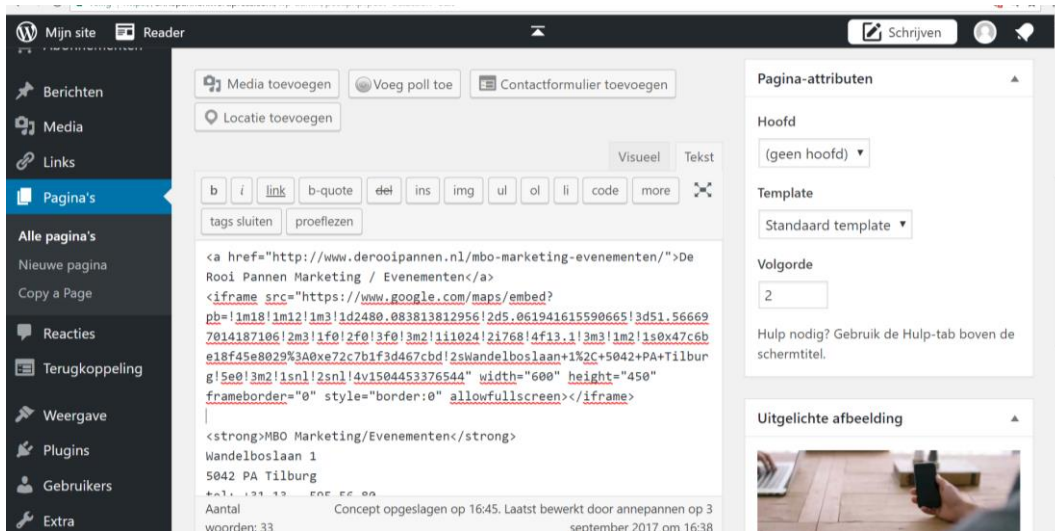 Mijn site Reader Schrijven
Abonnementen
Berichten
Media
Links
Pagina's
Alle pagina's
Nieuwe pagina
Copy a Page
Reacties
Terugkoppeling
Weergave
Plugins
Gebruikers
Extra
Media toevoegen Voeg poll toe Contactformulier toevoegen
Locatie toevoegen
Visueel Tekst
b i link b-quote del ins img ul ol li code more
tags sluiten proeflezen
<a href="http://www.derooipannen.nl/mbo-marketing-evenementen/">De
Rooi Pannen Marketing / Evenementen</a>
<iframe src="https://www.google.com/maps/embed?
pb=!1m18!1m12!1m3!1d2480.083813812956!2d5.061941615590665!3d51.56669
7014187106!2m3!1f0!2f0!3f0!3m2!1i1024!2i768!4f13.1!3m3!1m2!1s0x47c6b
e18f45e8029%3A0xe72c7b1f3d467cbd!2sWandelboslaan+1%2C+5042+PA+Tilbur
g!5e0!3m2!1snl!2snl!4v1504453376544" width="600" height="450"
frameborder="0" style="border:0" allowfullscreen></iframe>
<strong>MBO Marketing/Evenementen</strong>
Wandelboslaan 1
5042 PA Tilburg
Aantal
woorden: 33
Concept opgeslagen op 16:45. Laatst bewerkt door annepannen op 3
september 2017 om 16:38
Pagina-attributen
Hoofd
(geen hoofd)
Template
Standaard template
Volgorde
2
Hulp nodig? Gebruik de Hulp-tab boven de
schermtitel.
Uitgelichte afbeelding